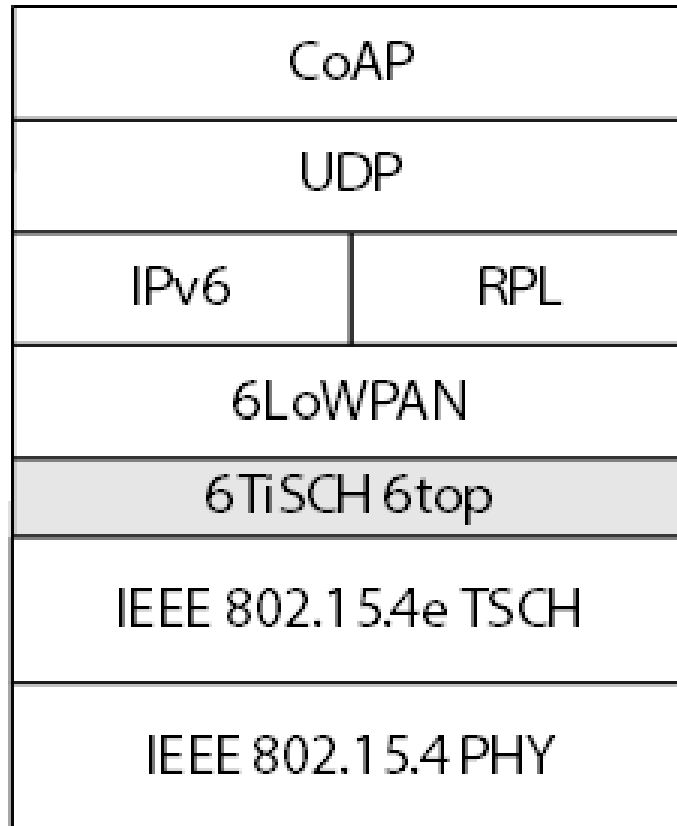 CoAP
UDP
IPv6 RPL
6LoWPAN
6TiSCH 6top
IEEE 802.15.4e TSCH
IEEE 802.15.4 PHY